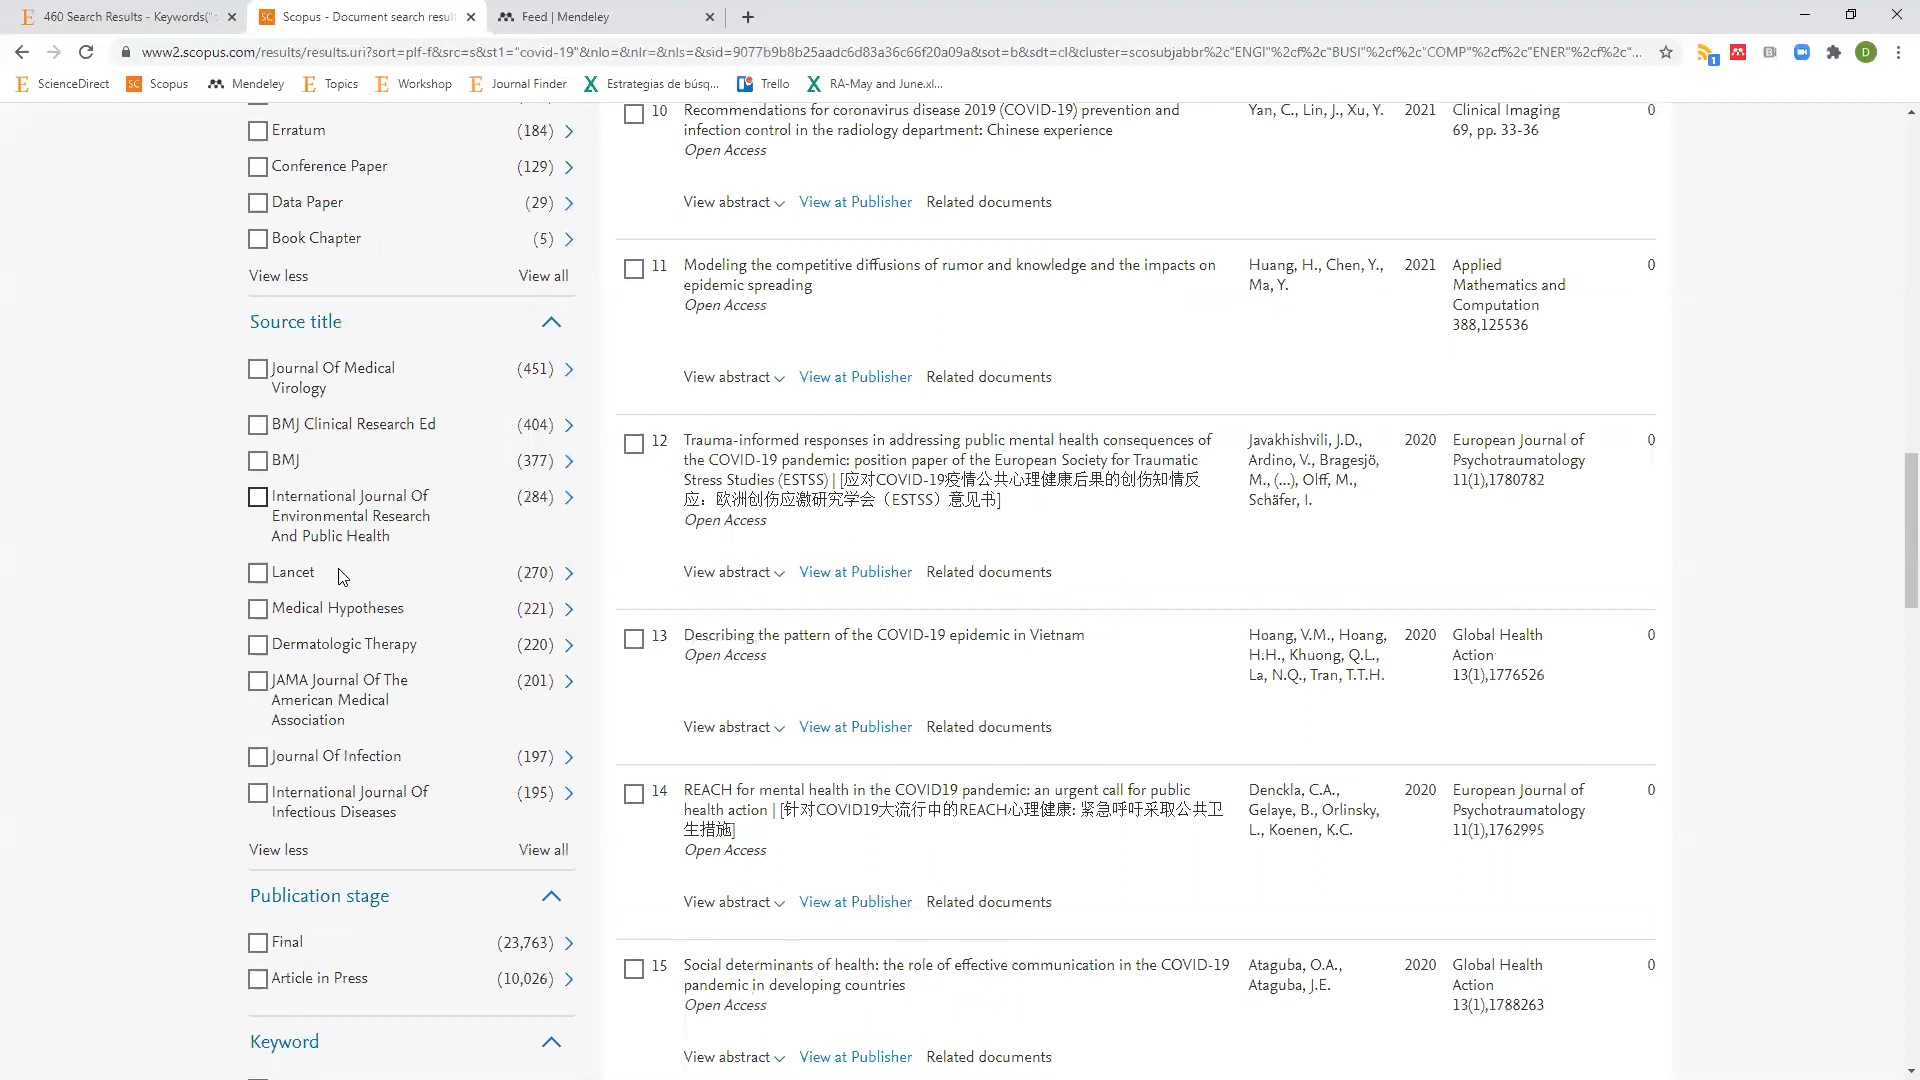 460 Search Results - Keywords("c
Scopus - Document search resul
Feed | Mendeley
www2.scopus.com/results/results.uri?sort=plf-f&src=s&st1="covid-19"&nlo=&nlr=&nls=&sid=9077b9b8b25aadc6d83a36c66f20a09a&sot=b&sdt=cl&cluster=scosubjabbr%2c"ENGI"%2cf%2c"BUSI"%2cf%2c"COMP"%2cf%2c"ENER"%2cf%2c"...
ScienceDirect
Scopus
Mendeley
Topics
Workshop
Journal Finder
Estrategias de búsq...
Trello
RA-May and June.xl...
Erratum (184)
Conference Paper (129)
Data Paper (29)
Book Chapter (5)
View less View all
Source title
Journal Of Medical (451)
Virology
BMJ Clinical Research Ed (404)
BMJ (377)
International Journal Of (284)
Environmental Research
And Public Health
Lancet (270)
Medical Hypotheses (221)
Dermatologic Therapy (220)
JAMA Journal Of The (201)
American Medical
Association
Journal Of Infection (197)
International Journal Of (195)
Infectious Diseases
View less View all
Publication stage
Final (23,763)
Article in Press (10,026)
Keyword
10 Recommendations for coronavirus disease 2019 (COVID-19) prevention and Yan, C., Lin, J., Xu, Y. 2021 Clinical Imaging 0
infection control in the radiology department: Chinese experience 69, pp. 33-36
Open Access
View abstract View at Publisher Related documents
11 Modeling the competitive diffusions of rumor and knowledge and the impacts on Huang, H., Chen, Y., 2021 Applied 0
epidemic spreading Ma, Y. Mathematics and
Open Access Computation
388,125536
View abstract View at Publisher Related documents
12 Trauma-informed responses in addressing public mental health consequences of Javakhishvili, J.D., 2020 European Journal of 0
the COVID-19 pandemic: position paper of the European Society for Traumatic Ardino, V., Bragesjö, Psychotraumatology
Stress Studies (ESTSS) | [应对COVID-19疫情公共心理健康后果的创伤知情反 M., (...), Olff, M., 11(1),1780782
应：欧洲创伤应激研究学会（ESTSS）意见书] Schäfer, I.
Open Access
View abstract View at Publisher Related documents
13 Describing the pattern of the COVID-19 epidemic in Vietnam Hoang, V.M., Hoang, 2020 Global Health 0
Open Access H.H., Khuong, Q.L., Action
La, N.Q., Tran, T.T.H. 13(1),1776526
View abstract View at Publisher Related documents
14 REACH for mental health in the COVID19 pandemic: an urgent call for public Denckla, C.A., 2020 European Journal of 0
health action | [针对COVID19大流行中的REACH心理健康: 紧急呼吁采取公共卫 Gelaye, B., Orlinsky, Psychotraumatology
生措施] L., Koenen, K.C. 11(1),1762995
Open Access
View abstract View at Publisher Related documents
15 Social determinants of health: the role of effective communication in the COVID-19 Ataguba, O.A., 2020 Global Health 0
pandemic in developing countries Ataguba, J.E. Action
Open Access 13(1),1788263
View abstract View at Publisher Related documents